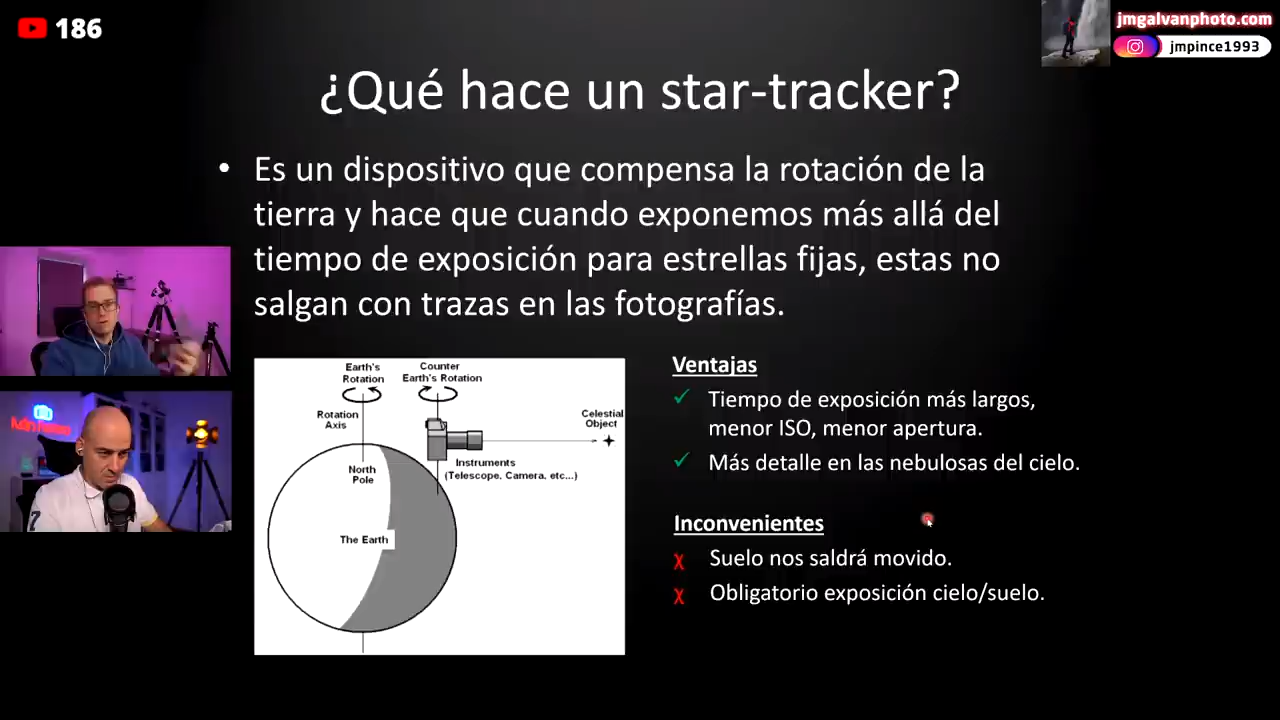 186
jmgalvanphoto.com
jmpince1993
¿Qué hace un star-tracker?
• Es un dispositivo que compensa la rotación de la
tierra y hace que cuando exponemos más allá del
tiempo de exposición para estrellas fijas, estas no
salgan con trazas en las fotografías.
Earth's
Rotation
Counter
Earth's Rotation
Rotation
Axis
Celestial
Object
North
Pole
Instruments
(Telescope, Camera, etc...)
The Earth
Ventajas
✓ Tiempo de exposición más largos,
menor ISO, menor apertura.
✓ Más detalle en las nebulosas del cielo.
Inconvenientes
χ Suelo nos saldrá movido.
χ Obligatorio exposición cielo/suelo.